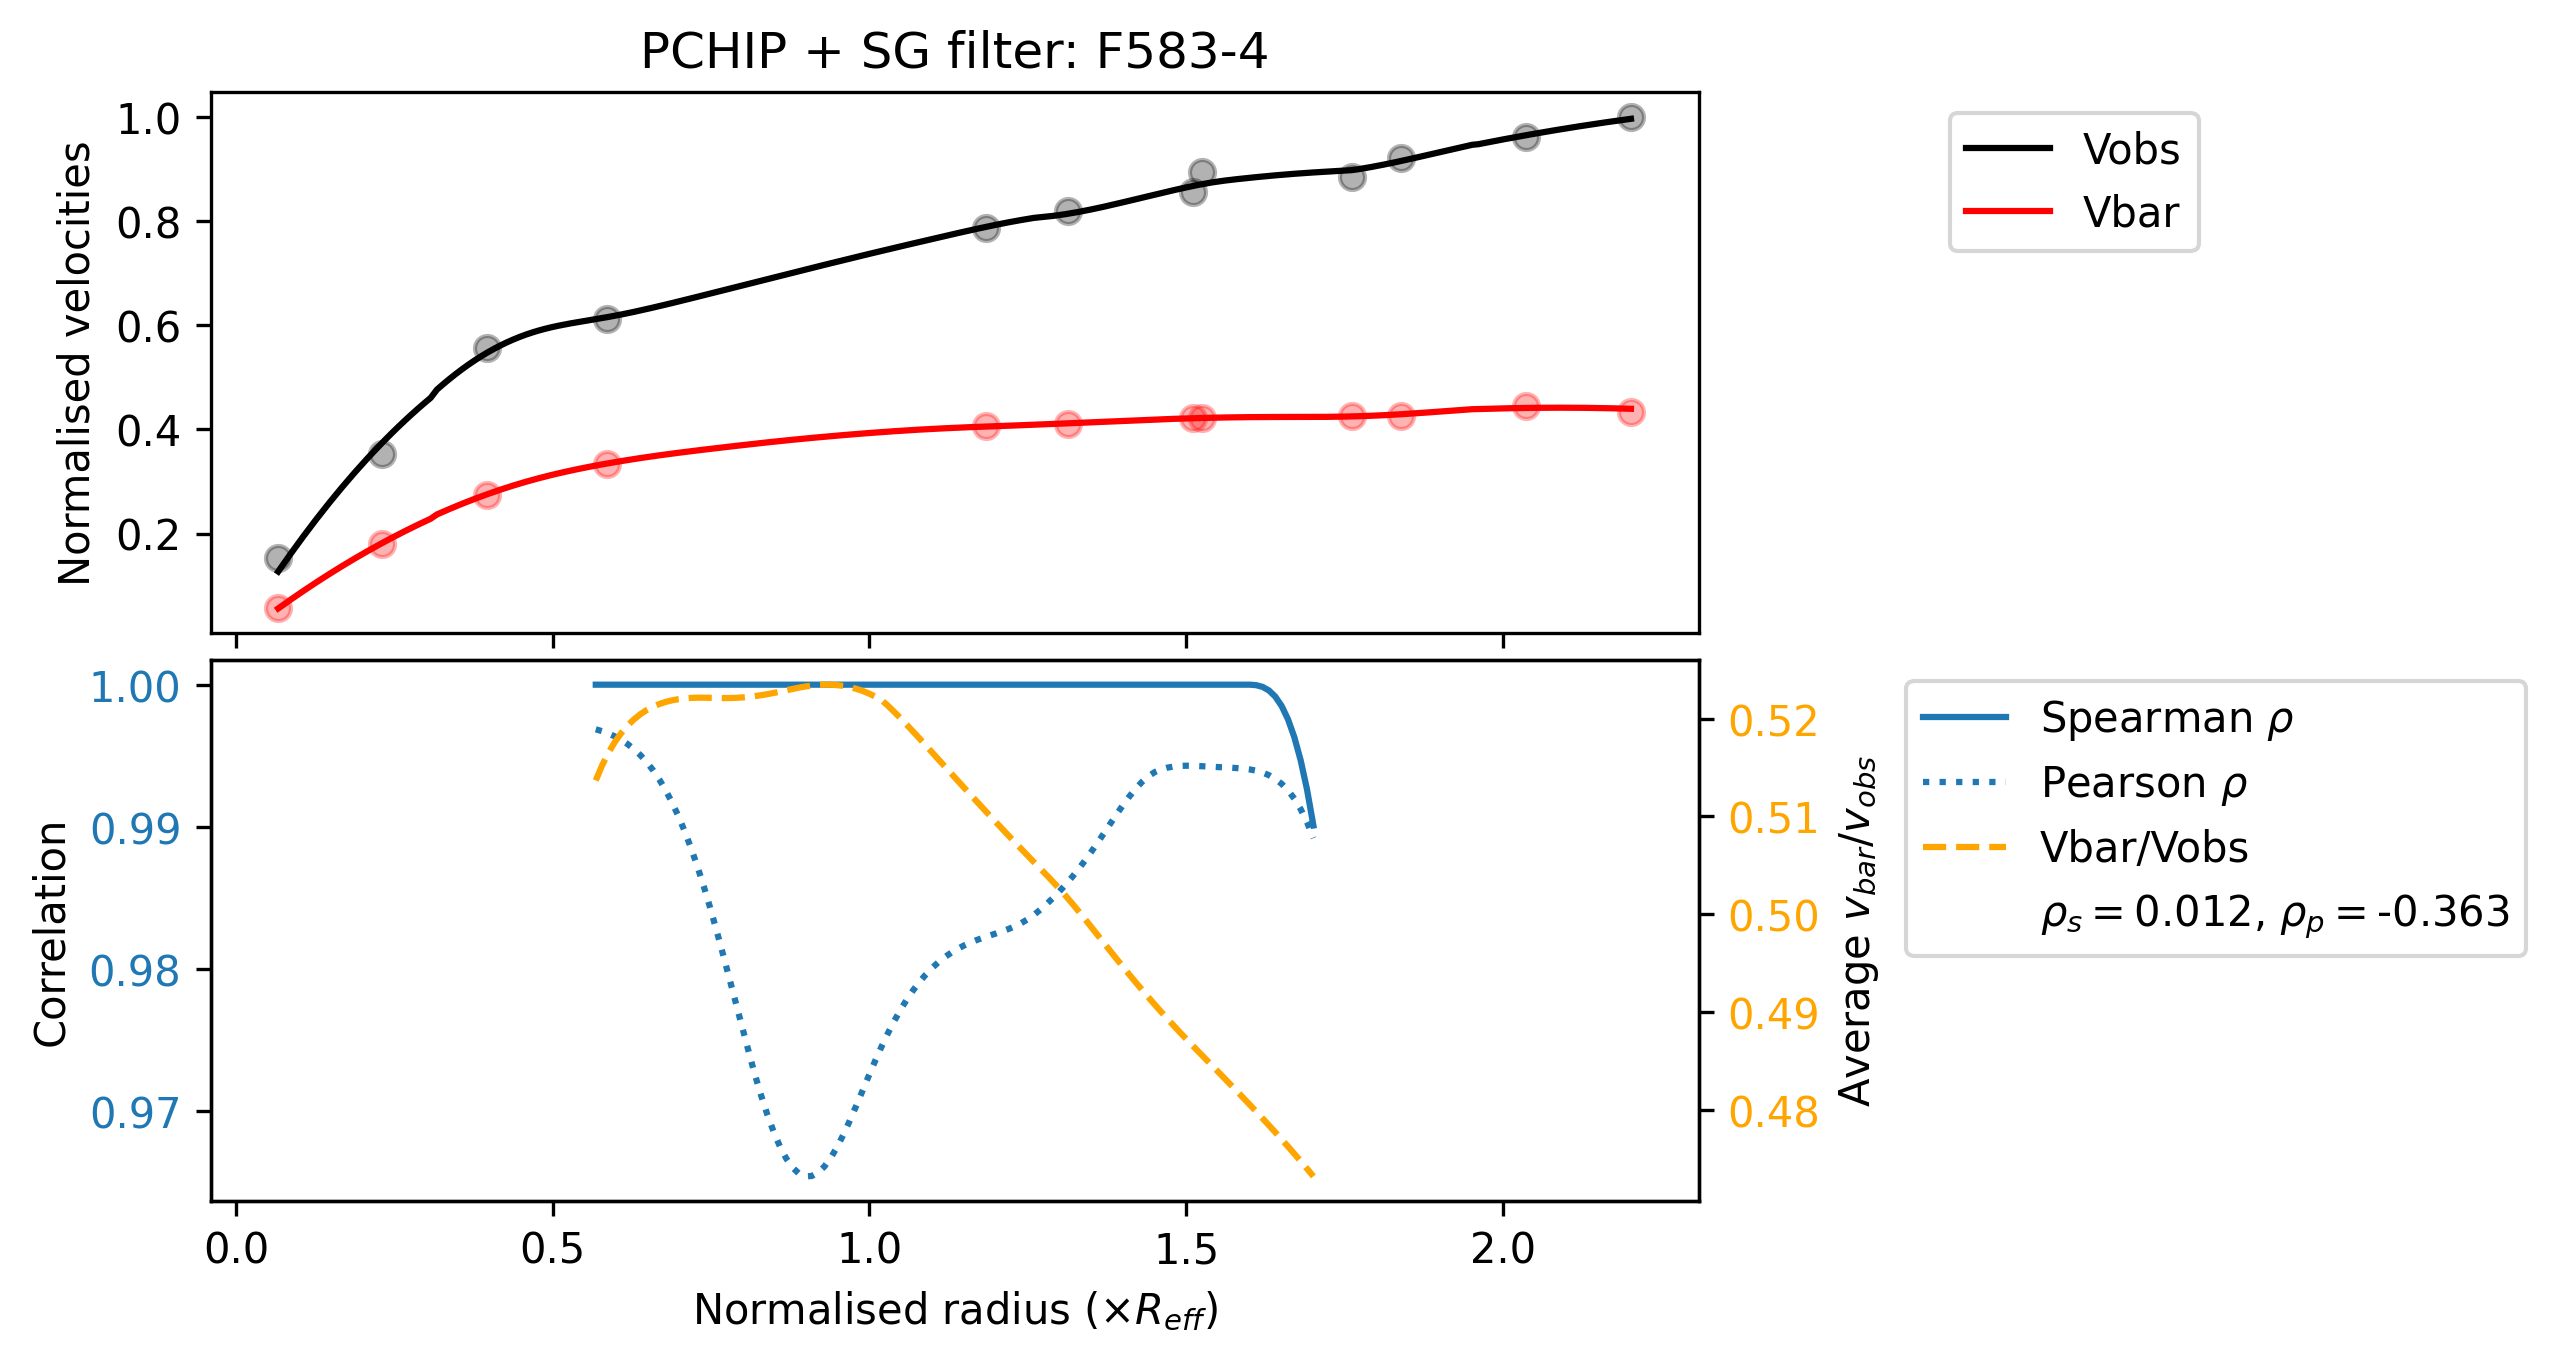 PCHIP + SG filter: F583-4
Normalised velocities
1.0
0.8
0.6
0.4
0.2
Vobs
Vbar
Correlation
1.00
0.99
0.98
0.97
0.52
0.51
0.50
0.49
0.48
Average v_bar/v_obs
Spearman ρ
Pearson ρ
Vbar/Vobs
ρ_s = 0.012, ρ_p = -0.363
0.0 0.5 1.0 1.5 2.0
Normalised radius (×R_eff)